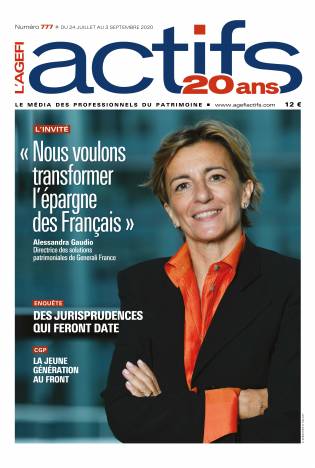 Numéro 777 ■ DU 24 JUILLET AU 3 SEPTEMBRE 2020
L'AGEFI
actifs
20 ans
LE MÉDIA DES PROFESSIONNELS DU PATRIMOINE ■ www.agefiactifs.com 12 €
L'INVITÉ
« Nous voulons
transformer
l'épargne
des Français »
Alessandra Gaudio
Directrice des solutions
patrimoniales de Generali France
ENQUÊTE
DES JURISPRUDENCES
QUI FERONT DATE
CGP
LA JEUNE
GÉNÉRATION
AU FRONT